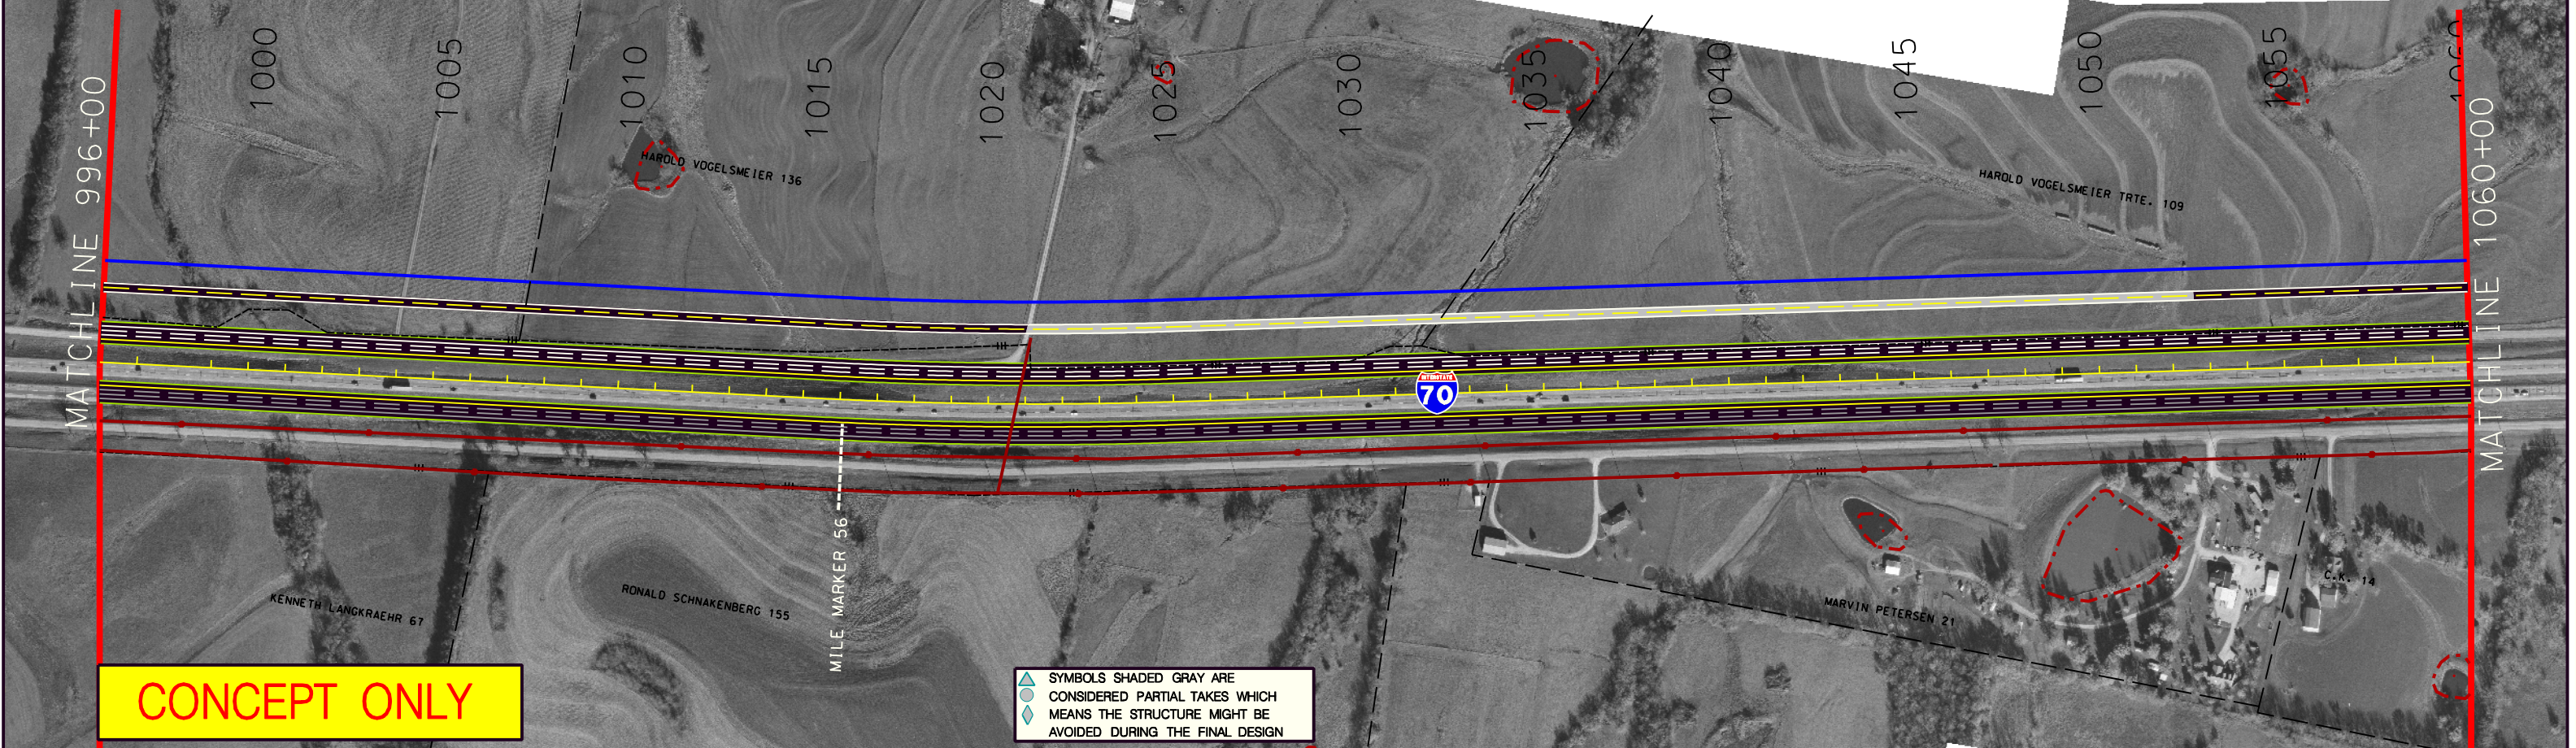 MATCHLINE 996+00
1000
1005
1010
1015
1020
1025
1030
1035
1040
1045
1050
1055
1060
MATCHLINE 1060+00
HAROLD VOGELSMEIER 136
HAROLD VOGELSMEIER TRTE. 109
INTERSTATE
70
MILE MARKER 56
KENNETH LANGKRAEHR 67
RONALD SCHNAKENBERG 155
MARVIN PETERSEN 21
C.K. 14
CONCEPT ONLY
SYMBOLS SHADED GRAY ARE
CONSIDERED PARTIAL TAKES WHICH
MEANS THE STRUCTURE MIGHT BE
AVOIDED DURING THE FINAL DESIGN